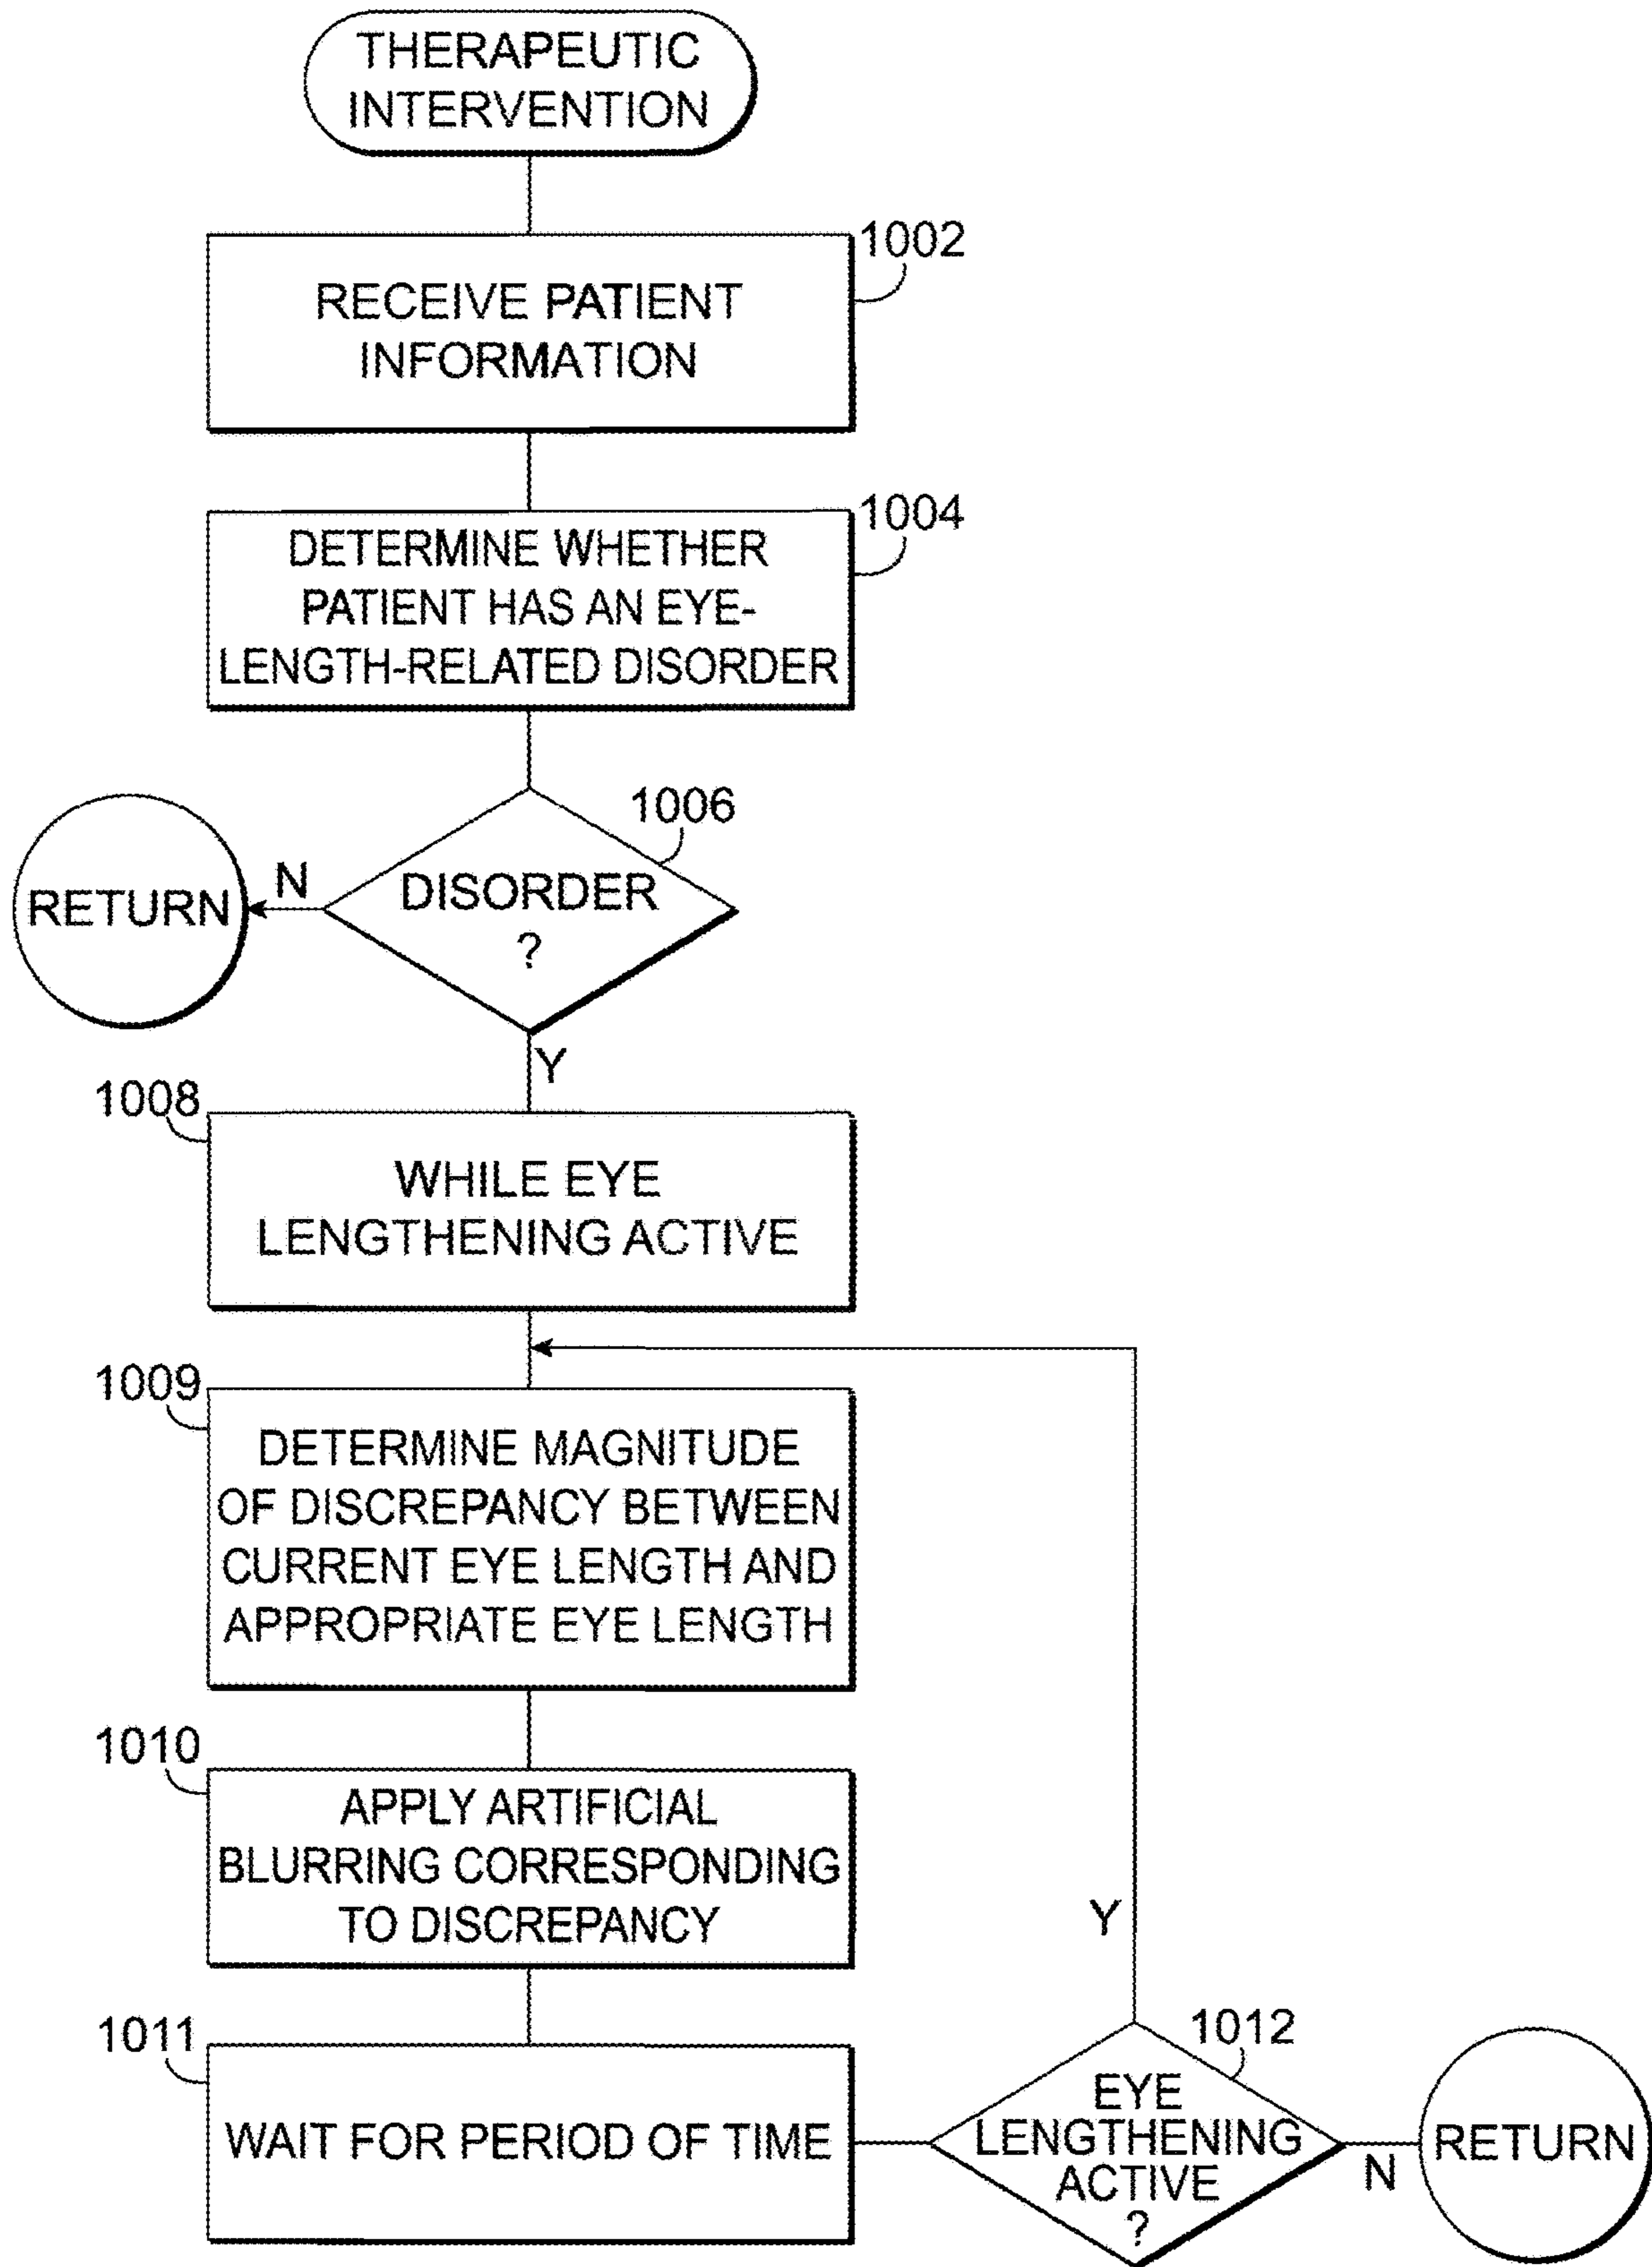 THERAPEUTIC
INTERVENTION
1002
RECEIVE PATIENT
INFORMATION
1004
DETERMINE WHETHER
PATIENT HAS AN EYE-
LENGTH-RELATED DISORDER
1006
RETURN
N
DISORDER
?
Y
1008
WHILE EYE
LENGTHENING ACTIVE
1009
DETERMINE MAGNITUDE
OF DISCREPANCY BETWEEN
CURRENT EYE LENGTH AND
APPROPRIATE EYE LENGTH
1010
APPLY ARTIFICIAL
BLURRING CORRESPONDING
TO DISCREPANCY
Y
1011
WAIT FOR PERIOD OF TIME
1012
EYE
LENGTHENING
ACTIVE
?
N
RETURN